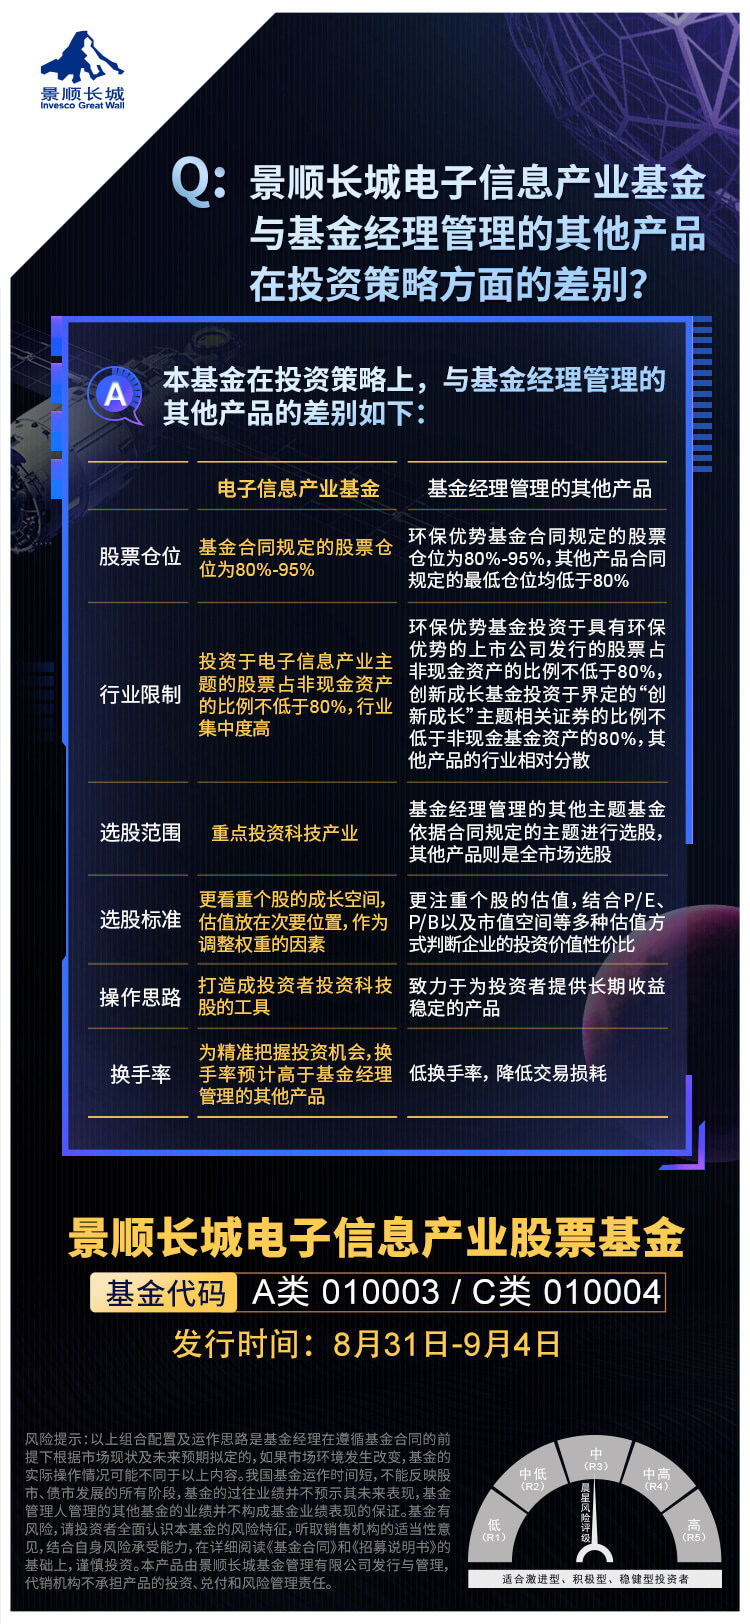 景顺长城
Invesco Great Wall
Q：景顺长城电子信息产业基金
与基金经理管理的其他产品
在投资策略方面的差别？
A
本基金在投资策略上，与基金经理管理的
其他产品的差别如下：
电子信息产业基金
基金经理管理的其他产品
股票仓位
基金合同规定的股票仓
位为80%-95%
环保优势基金合同规定的股票
仓位为80%-95%，其他产品合同
规定的最低仓位均低于80%
行业限制
投资于电子信息产业主
题的股票占非现金资产
的比例不低于80%，行业
集中度高
环保优势基金投资于具有环保
优势的上市公司发行的股票占
非现金资产的比例不低于80%，
创新成长基金投资于界定的“创
新成长”主题相关证券的比例不
低于非现金基金资产的80%，其
他产品的行业相对分散
选股范围
重点投资科技产业
基金经理管理的其他主题基金
依据合同规定的主题进行选股，
其他产品则是全市场选股
选股标准
更看重个股的成长空间，
估值放在次要位置，作为
调整权重的因素
更注重个股的估值，结合P/E、
P/B以及市值空间等多种估值方
式判断企业的投资价值性价比
操作思路
打造成投资者投资科技
股的工具
致力于为投资者提供长期收益
稳定的产品
换手率
为精准把握投资机会，换
手率预计高于基金经理
管理的其他产品
低换手率，降低交易损耗
景顺长城电子信息产业股票基金
基金代码 A类 010003 / C类 010004
发行时间：8月31日-9月4日
风险提示：以上组合配置及运作思路是基金经理在遵循基金合同的前
提下根据市场现状及未来预期拟定的，如果市场环境发生改变，基金的
实际操作情况可能不同于以上内容。我国基金运作时间短，不能反映股
市、债市发展的所有阶段，基金的过往业绩并不预示其未来表现，基金
管理人管理的其他基金的业绩并不构成基金业绩表现的保证。基金有
风险，请投资者全面认识本基金的风险特征，听取销售机构的适当性意
见，结合自身风险承受能力，在详细阅读《基金合同》和《招募说明书》的
基础上，谨慎投资。本产品由景顺长城基金管理有限公司发行与管理，
代销机构不承担产品的投资、兑付和风险管理责任。
低
（R1）
中低
（R2）
中
（R3）
中高
（R4）
高
（R5）
晨星风险评级
适合激进型、积极型、稳健型投资者